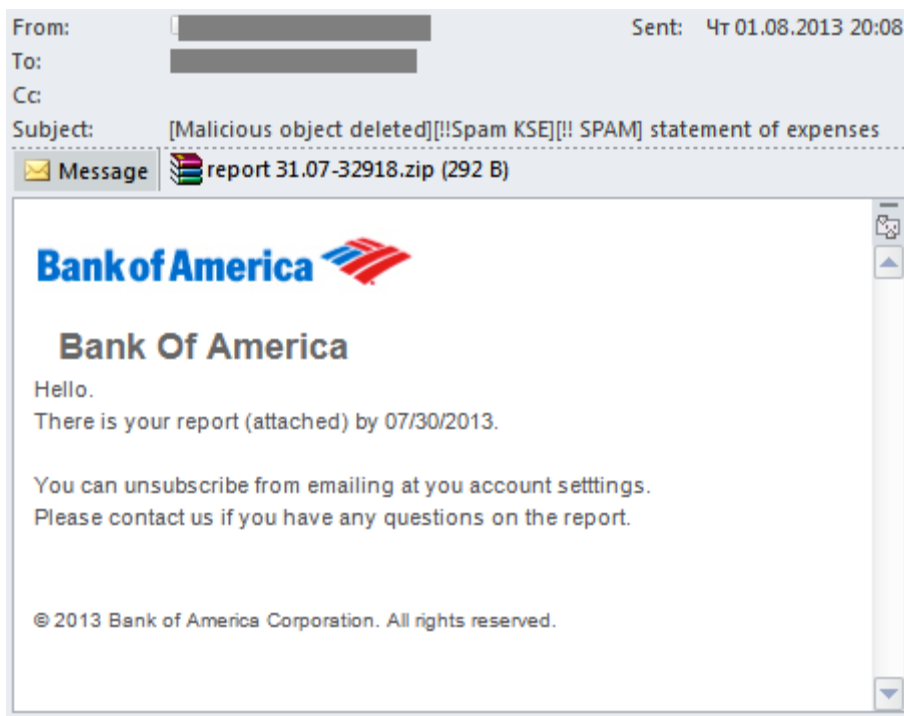 From: Sent: Чт 01.08.2013 20:08
To:
Cc:
Subject: [Malicious object deleted][!!Spam KSE][!! SPAM] statement of expenses
Message report 31.07-32918.zip (292 B)
Bank of America
Bank Of America
Hello.
There is your report (attached) by 07/30/2013.
You can unsubscribe from emailing at you account setttings.
Please contact us if you have any questions on the report.
© 2013 Bank of America Corporation. All rights reserved.